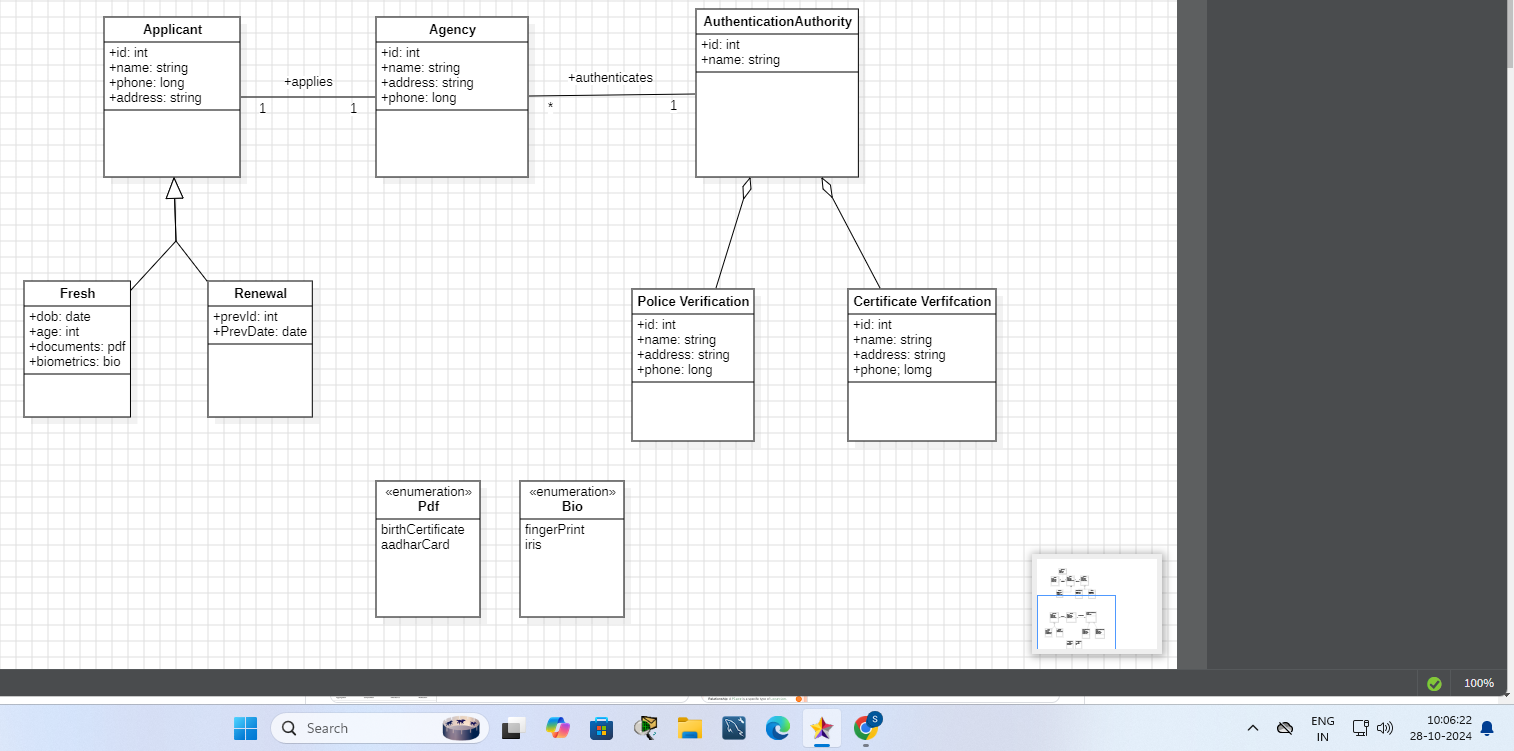 Applicant
+id: int
+name: string
+phone: long
+address: string
+applies
1
1
Agency
+id: int
+name: string
+address: string
+phone: long
+authenticates
*
1
AuthenticationAuthority
+id: int
+name: string
Fresh
+dob: date
+age: int
+documents: pdf
+biometrics: bio
Renewal
+prevId: int
+PrevDate: date
Police Verification
+id: int
+name: string
+address: string
+phone: long
Certificate Verfifcation
+id: int
+name: string
+address: string
+phone; lomg
«enumeration»
Pdf
birthCertificate
aadharCard
«enumeration»
Bio
fingerPrint
iris
100%
Search
S
ENG
IN
10:06:22
28-10-2024